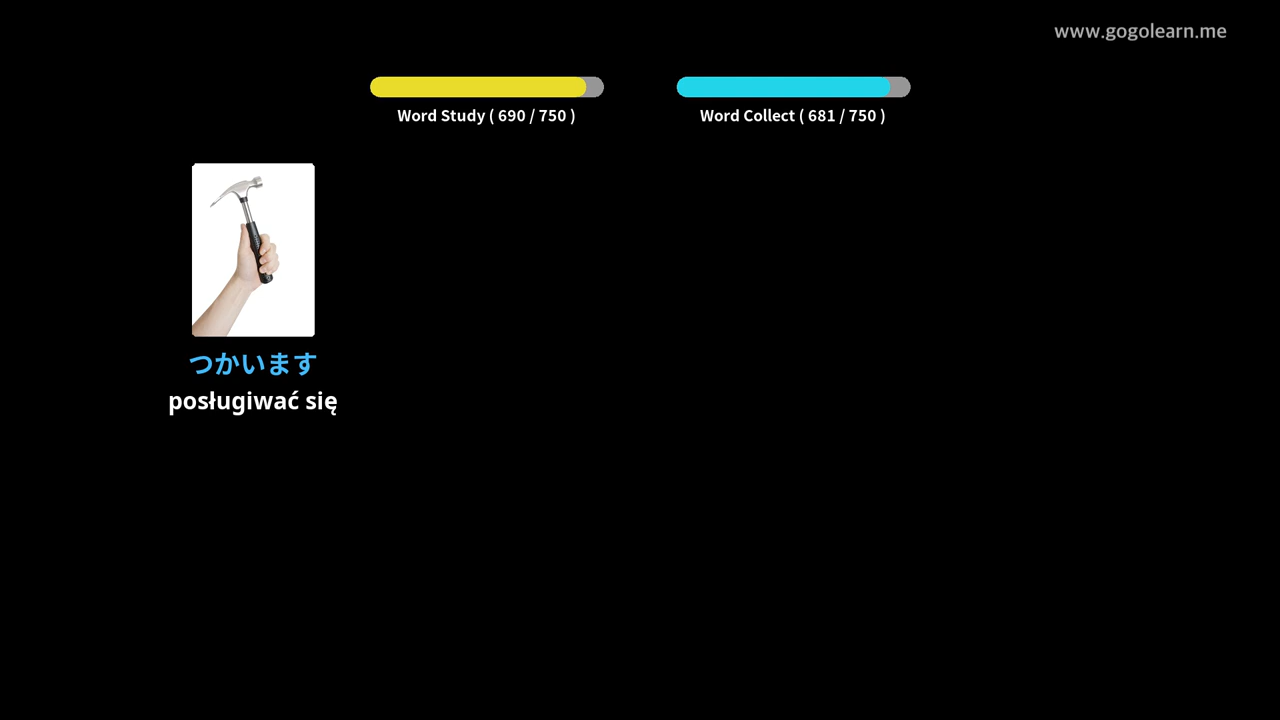 www.gogolearn.me
Word Study ( 690 / 750 )
Word Collect ( 681 / 750 )
つかいます
posługiwać się